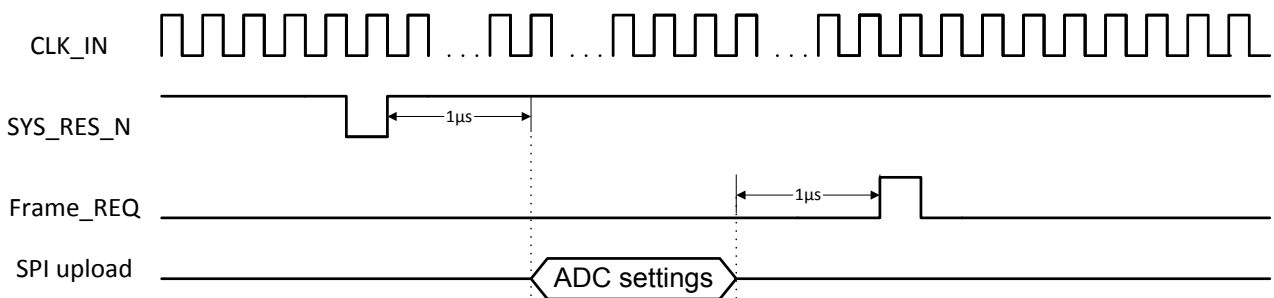 CLK_IN
... ... ...
SYS_RES_N
1µs
Frame_REQ
1µs
SPI upload
ADC settings